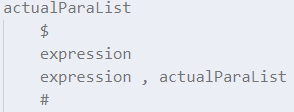 actualParaList
$
expression
expression , actualParaList
#